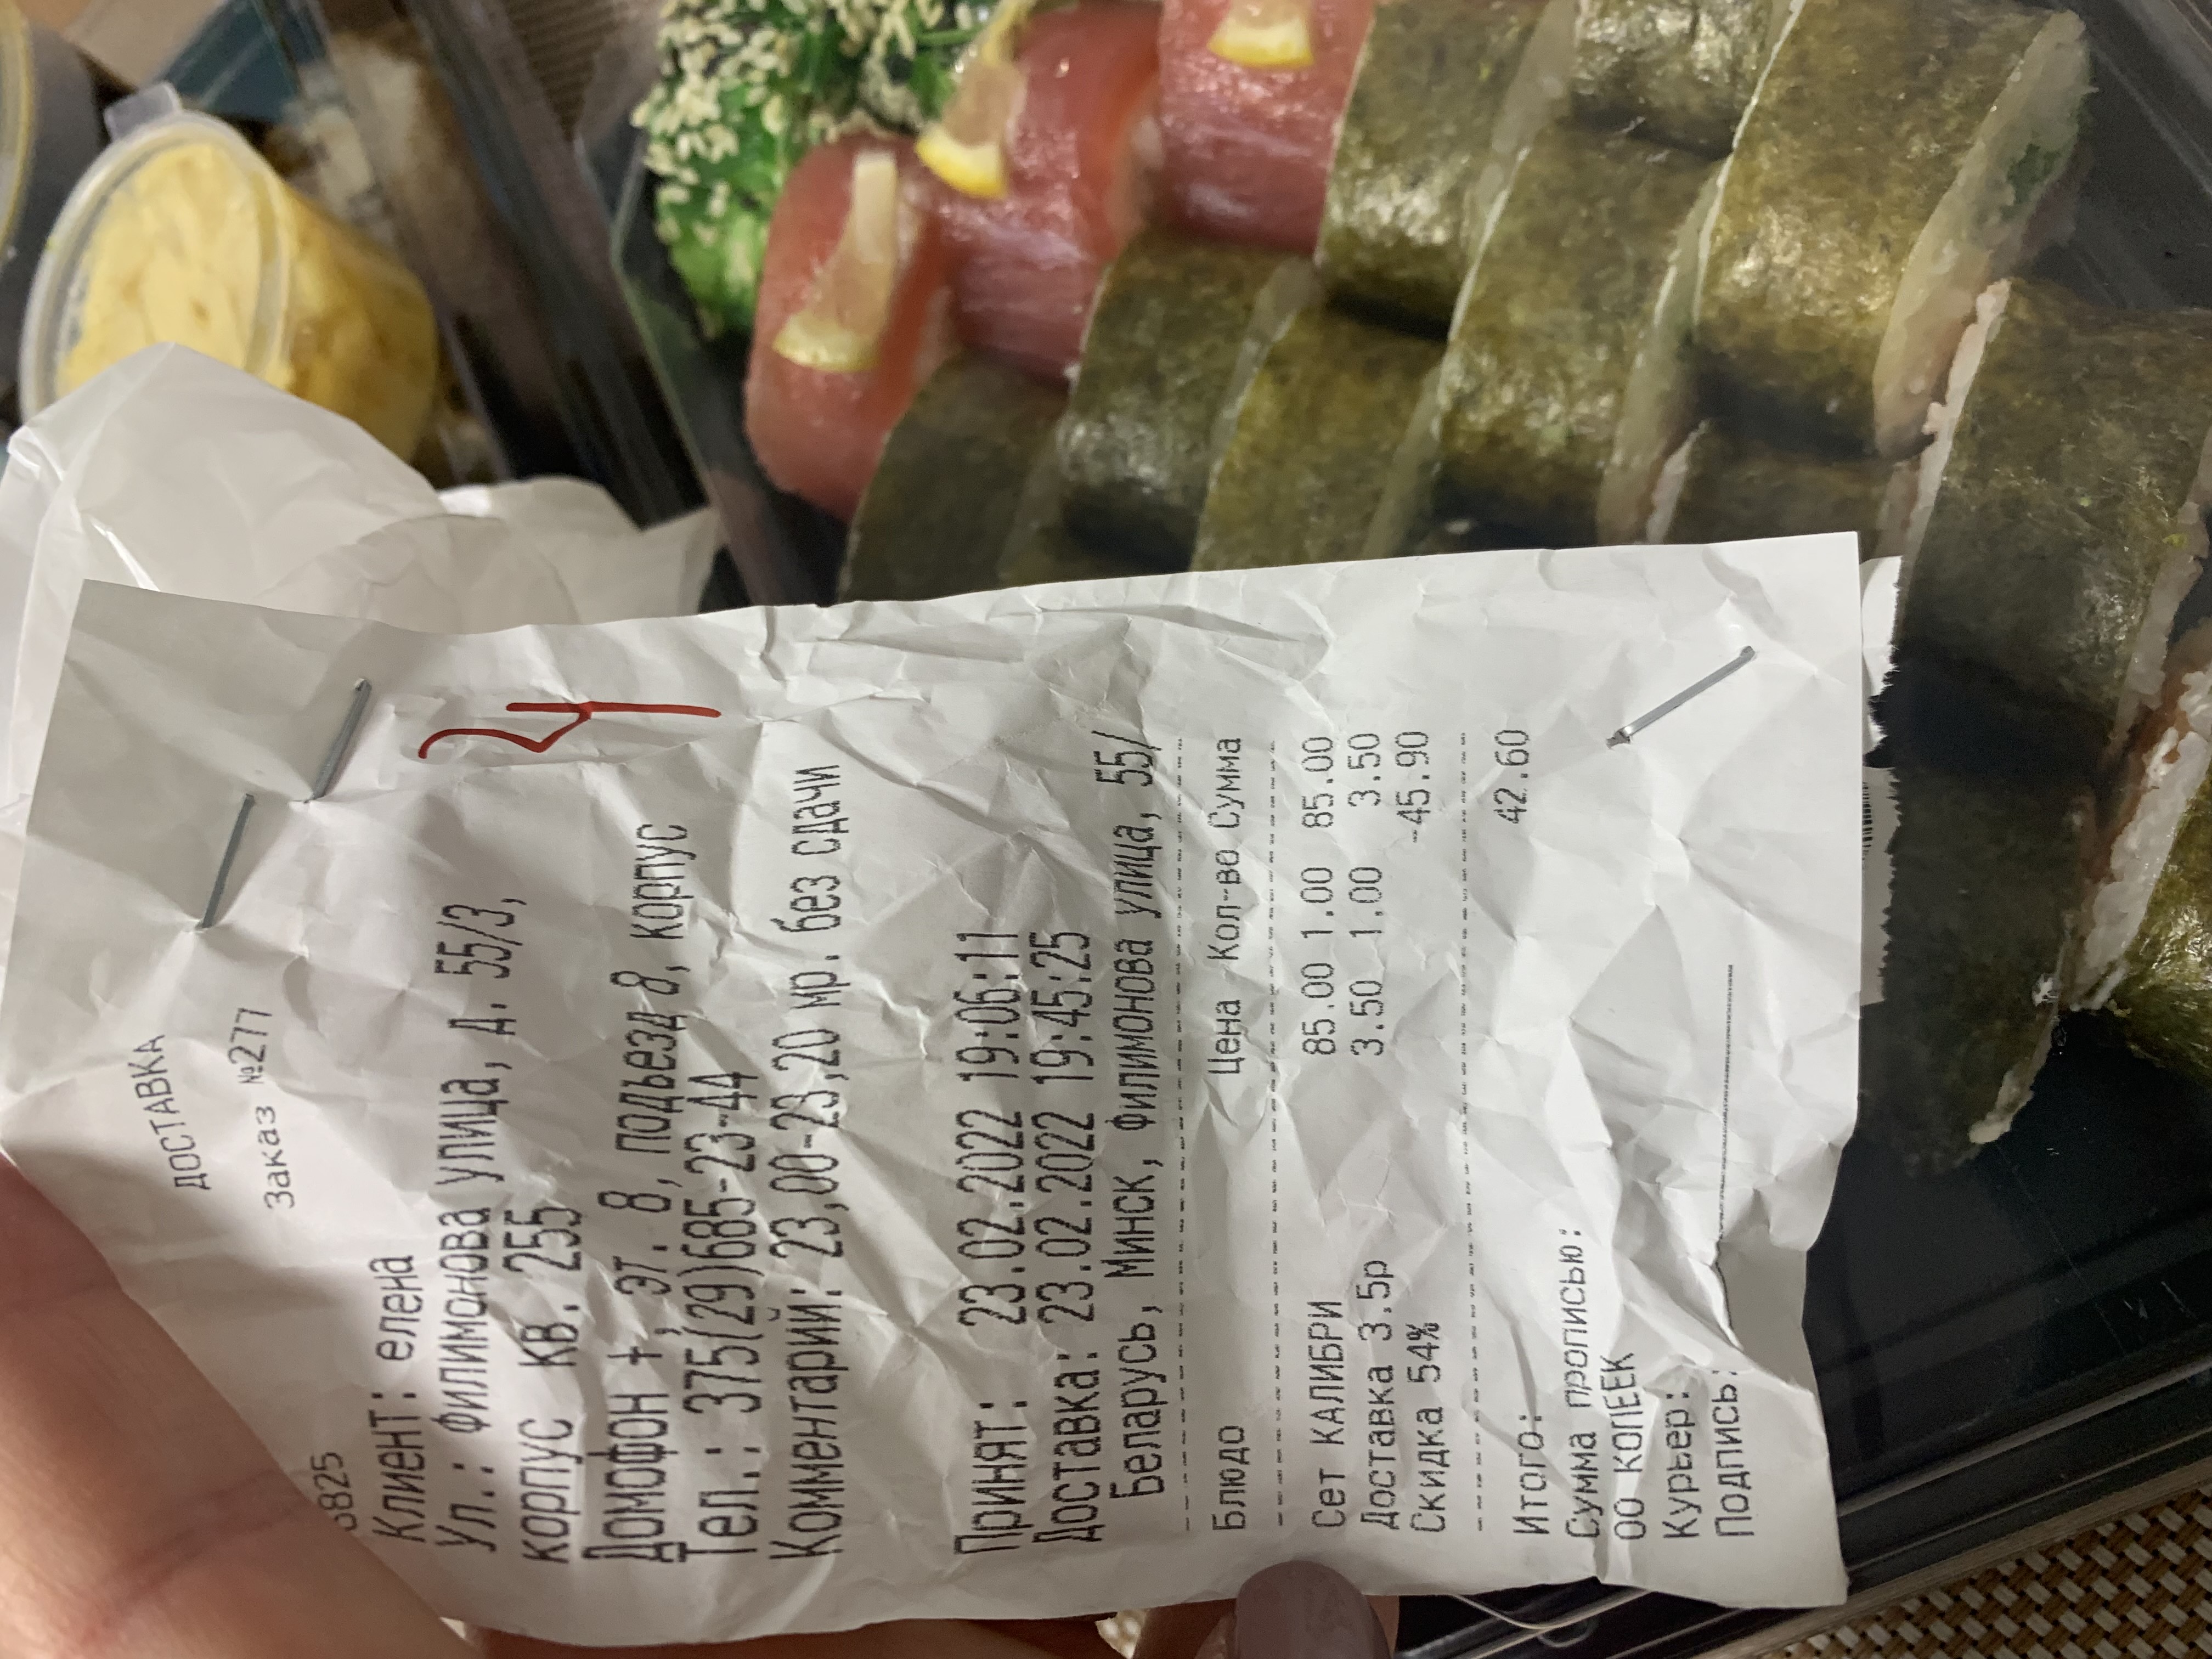 ДОСТАВКА
Заказ №277
Клиент: елена
Ул.: Филимонова улица, д. 55/3,
корпус кв. 255
Домофон +, эт. 8, подьезд 8, корпус
Тел.: 375(29)685-23-44
Комментарий: 23,00-23,20 мр. без сдачи
Принят: 23.02.2022 19:06:11
Доставка: 23.02.2022 19:45:25
Беларусь, Минск, Филимонова улица, 55/
Блюдо Цена Кол-во Сумма
Сет КАЛИБРИ 85.00 1.00 85.00
Доставка 3.5р 3.50 1.00 3.50
Скидка 54% -45.90
Итого: 42.60
Сумма прописью:
00 КОПЕЕК
Курьер:
Подпись: